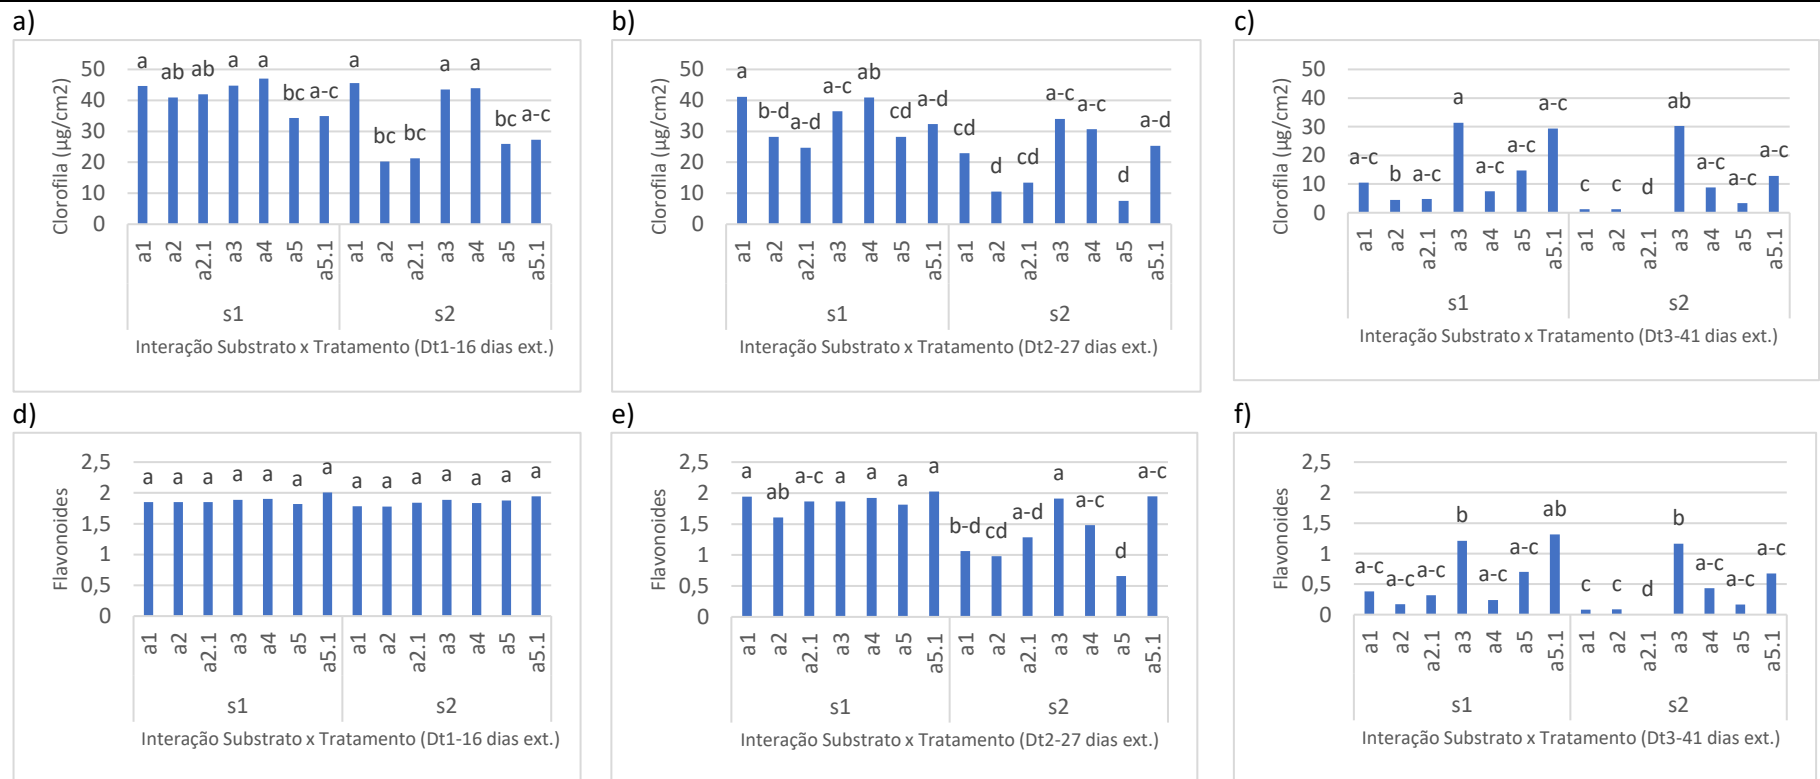 a)
a ab ab a a bc a-c a bc bc a a bc a-c
50
40
30
20
10
0
Clorofila (µg/cm2)
a1 a2 a2.1 a3 a4 a5 a5.1 a1 a2 a2.1 a3 a4 a5 a5.1
s1 s2
Interação Substrato x Tratamento (Dt1-16 dias ext.)
b)
a b-d a-d a-c ab cd a-d cd d cd a-c a-c d a-d
50
40
30
20
10
0
Clorofila (µg/cm2)
a1 a2 a2.1 a3 a4 a5 a5.1 a1 a2 a2.1 a3 a4 a5 a5.1
s1 s2
Interação Substrato x Tratamento (Dt2-27 dias ext.)
c)
a-c b a-c a a-c a-c a-c c c d ab a-c a-c a-c
50
40
30
20
10
0
Clorofila (µg/cm2)
a1 a2 a2.1 a3 a4 a5 a5.1 a1 a2 a2.1 a3 a4 a5 a5.1
s1 s2
Interação Substrato x Tratamento (Dt3-41 dias ext.)
d)
a a a a a a a a a a a a a a
2,5
2
1,5
1
0,5
0
Flavonoides
a1 a2 a2.1 a3 a4 a5 a5.1 a1 a2 a2.1 a3 a4 a5 a5.1
s1 s2
Interação Substrato x Tratamento (Dt1-16 dias ext.)
e)
a ab a-c a a a a b-d cd a-d a a-c d a-c
2,5
2
1,5
1
0,5
0
Flavonoides
a1 a2 a2.1 a3 a4 a5 a5.1 a1 a2 a2.1 a3 a4 a5 a5.1
s1 s2
Interação Substrato x Tratamento (Dt2-27 dias ext.)
f)
a-c a-c a-c b a-c a-c ab c c d b a-c a-c a-c
2,5
2
1,5
1
0,5
0
Flavonoides
a1 a2 a2.1 a3 a4 a5 a5.1 a1 a2 a2.1 a3 a4 a5 a5.1
s1 s2
Interação Substrato x Tratamento (Dt3-41 dias ext.)